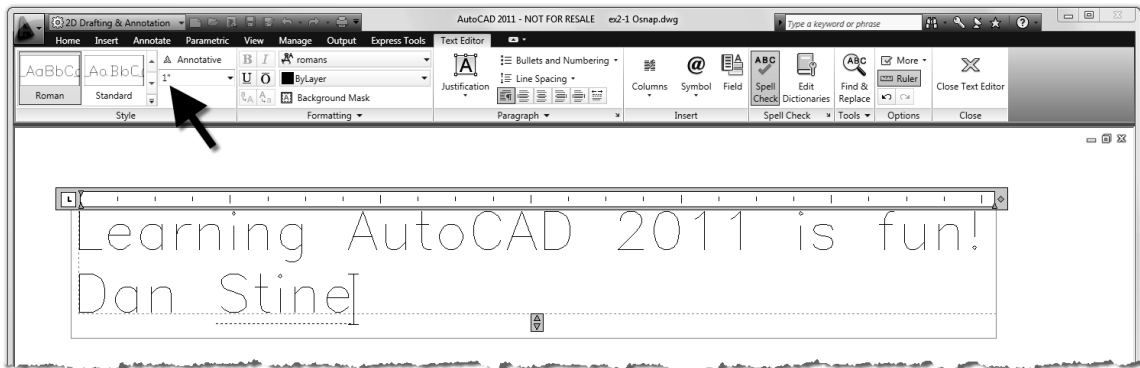 2D Drafting & Annotation AutoCAD 2011 - NOT FOR RESALE ex2-1 Osnap.dwg Type a keyword or phrase
Home Insert Annotate Parametric View Manage Output Express Tools Text Editor
AaBbCc AaBbC
Roman Standard
Annotative
1"
Style
B I romans
U O ByLayer
Background Mask
Formatting
Justification
Bullets and Numbering
Line Spacing
Paragraph
Columns
@ Symbol
Field
Insert
ABC Spell Check
Edit Dictionaries
Spell Check
ABC Find & Replace
Tools
More
Ruler
Options
Close Text Editor
Close
L
Learning AutoCAD 2011 is fun!
Dan Stine